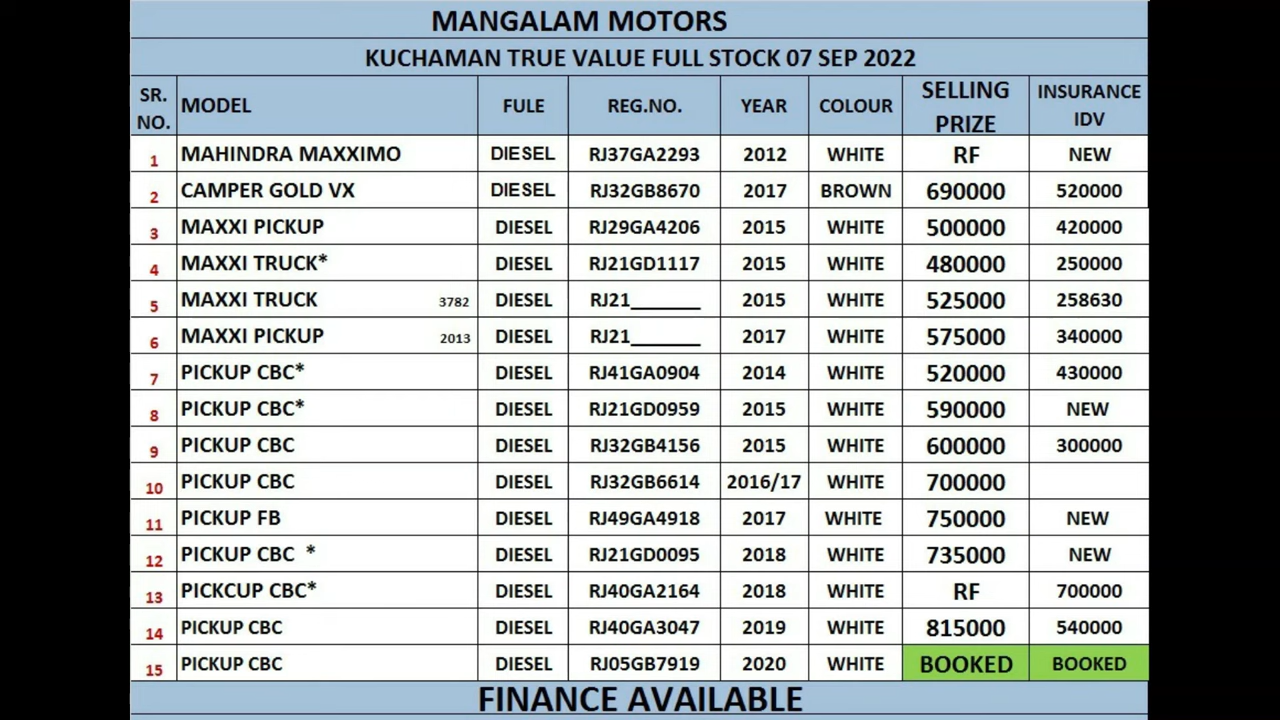 MANGALAM MOTORS
KUCHAMAN TRUE VALUE FULL STOCK 07 SEP 2022
SR. NO. MODEL FULE REG.NO. YEAR COLOUR SELLING PRIZE INSURANCE IDV
1 MAHINDRA MAXXIMO DIESEL RJ37GA2293 2012 WHITE RF NEW
2 CAMPER GOLD VX DIESEL RJ32GB8670 2017 BROWN 690000 520000
3 MAXXI PICKUP DIESEL RJ29GA4206 2015 WHITE 500000 420000
4 MAXXI TRUCK* DIESEL RJ21GD1117 2015 WHITE 480000 250000
5 MAXXI TRUCK 3782 DIESEL RJ21_______ 2015 WHITE 525000 258630
6 MAXXI PICKUP 2013 DIESEL RJ21_______ 2017 WHITE 575000 340000
7 PICKUP CBC* DIESEL RJ41GA0904 2014 WHITE 520000 430000
8 PICKUP CBC* DIESEL RJ21GD0959 2015 WHITE 590000 NEW
9 PICKUP CBC DIESEL RJ32GB4156 2015 WHITE 600000 300000
10 PICKUP CBC DIESEL RJ32GB6614 2016/17 WHITE 700000
11 PICKUP FB DIESEL RJ49GA4918 2017 WHITE 750000 NEW
12 PICKUP CBC * DIESEL RJ21GD0095 2018 WHITE 735000 NEW
13 PICKCUP CBC* DIESEL RJ40GA2164 2018 WHITE RF 700000
14 PICKUP CBC DIESEL RJ40GA3047 2019 WHITE 815000 540000
15 PICKUP CBC DIESEL RJ05GB7919 2020 WHITE BOOKED BOOKED
FINANCE AVAILABLE